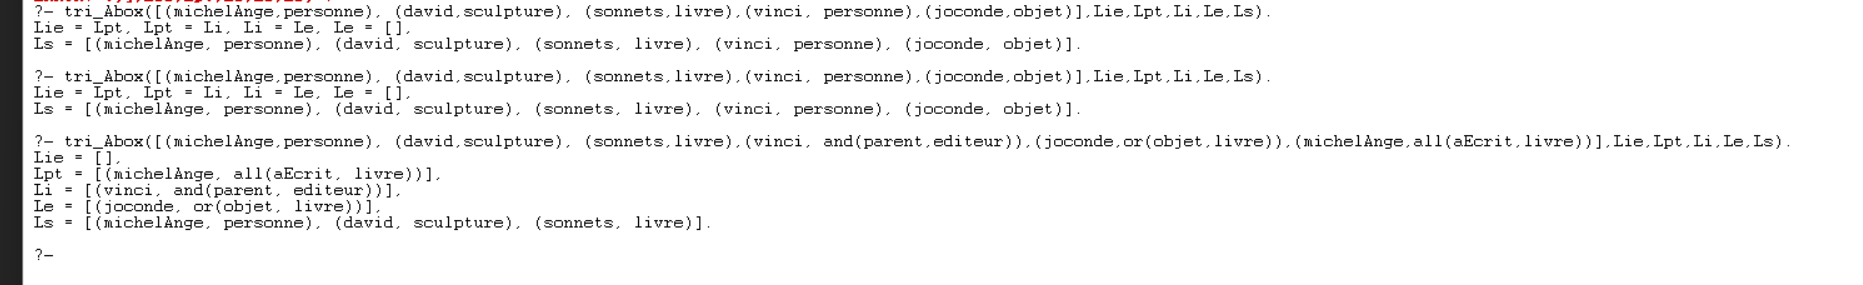 ?- tri_Abox([(michelAnge,personne), (david,sculpture), (sonnets,livre),(vinci, personne),(joconde,objet)],Lie,Lpt,Li,Le,Ls).
Lie = Lpt, Lpt = Li, Li = Le, Le = [],
Ls = [(michelAnge, personne), (david, sculpture), (sonnets, livre), (vinci, personne), (joconde, objet)].
?- tri_Abox([(michelAnge,personne), (david,sculpture), (sonnets,livre),(vinci, personne),(joconde,objet)],Lie,Lpt,Li,Le,Ls).
Lie = Lpt, Lpt = Li, Li = Le, Le = [],
Ls = [(michelAnge, personne), (david, sculpture), (sonnets, livre), (vinci, personne), (joconde, objet)].
?- tri_Abox([(michelAnge,personne), (david,sculpture), (sonnets,livre),(vinci, and(parent,editeur)),(joconde,or(objet,livre)),(michelAnge,all(aEcrit,livre))],Lie,Lpt,Li,Le,Ls).
Lie = [],
Lpt = [(michelAnge, all(aEcrit, livre))],
Li = [(vinci, and(parent, editeur))],
Le = [(joconde, or(objet, livre))],
Ls = [(michelAnge, personne), (david, sculpture), (sonnets, livre)].
?-